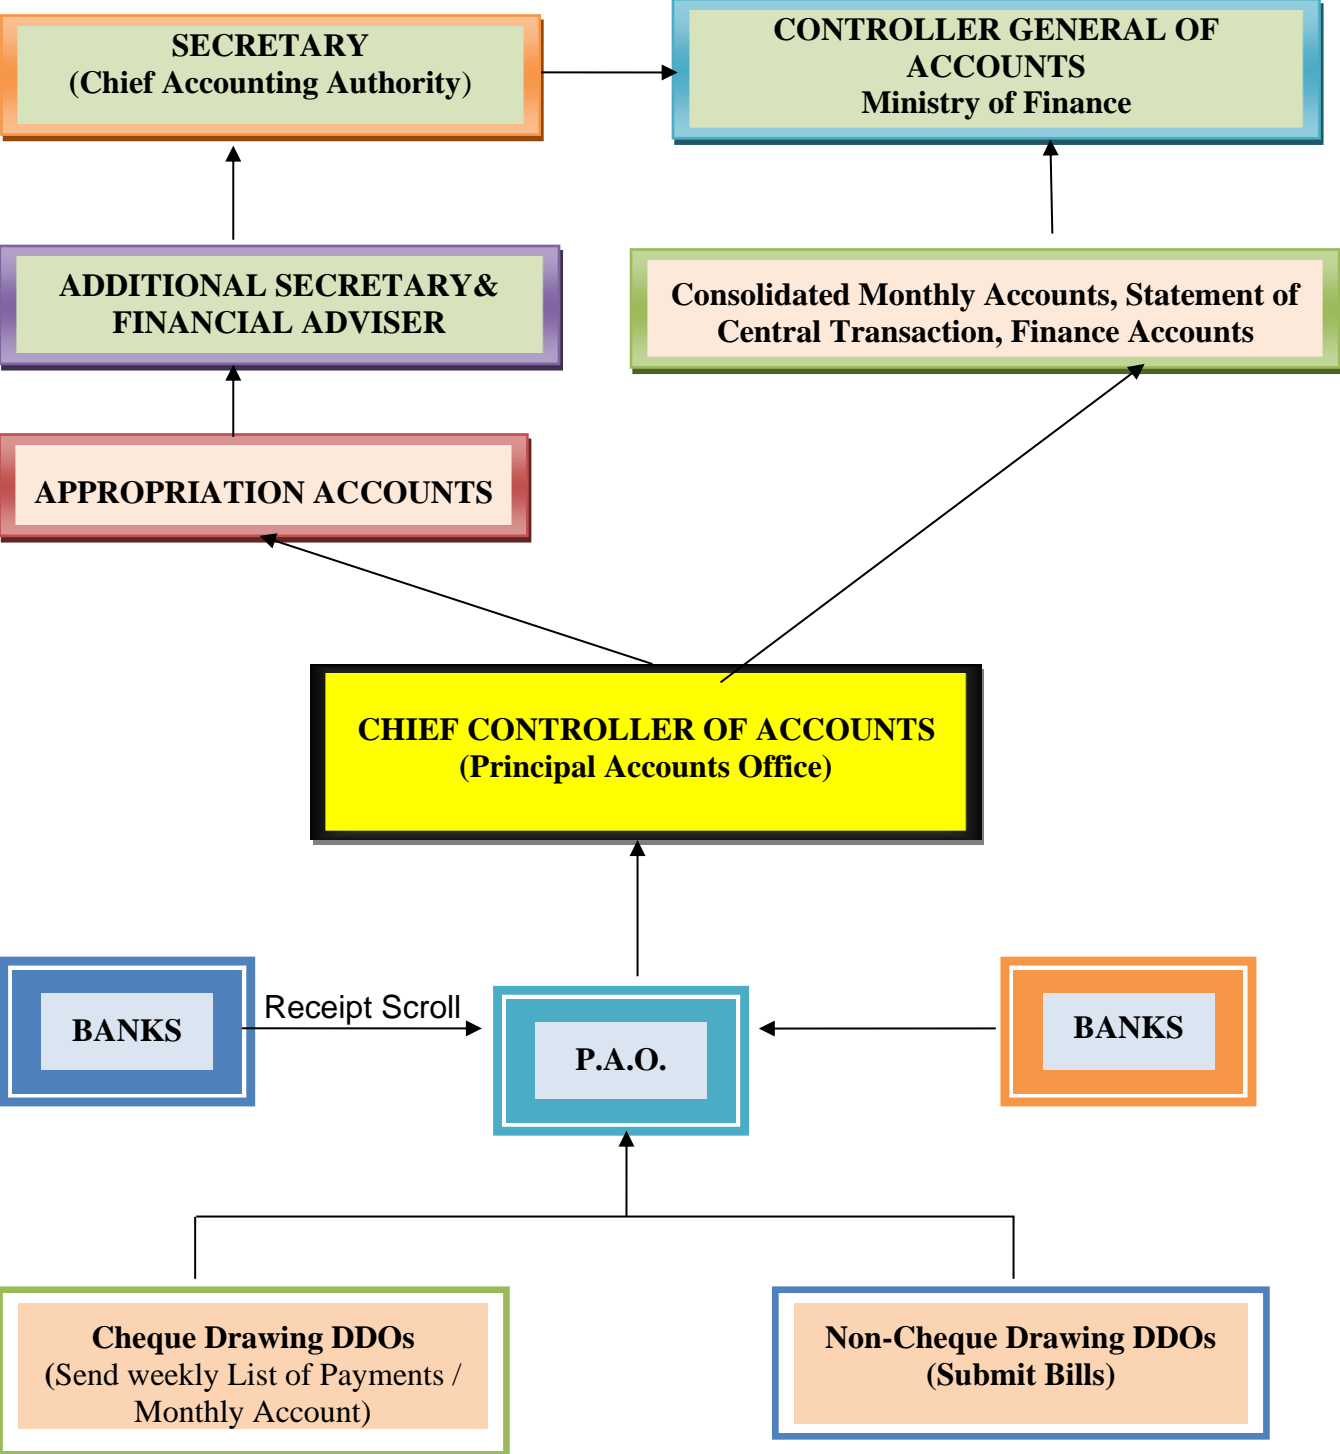 SECRETARY
(Chief Accounting Authority)
CONTROLLER GENERAL OF
ACCOUNTS
Ministry of Finance
ADDITIONAL SECRETARY&
FINANCIAL ADVISER
Consolidated Monthly Accounts, Statement of
Central Transaction, Finance Accounts
APPROPRIATION ACCOUNTS
CHIEF CONTROLLER OF ACCOUNTS
(Principal Accounts Office)
BANKS
Receipt Scroll
P.A.O.
BANKS
Cheque Drawing DDOs
(Send weekly List of Payments /
Monthly Account)
Non-Cheque Drawing DDOs
(Submit Bills)